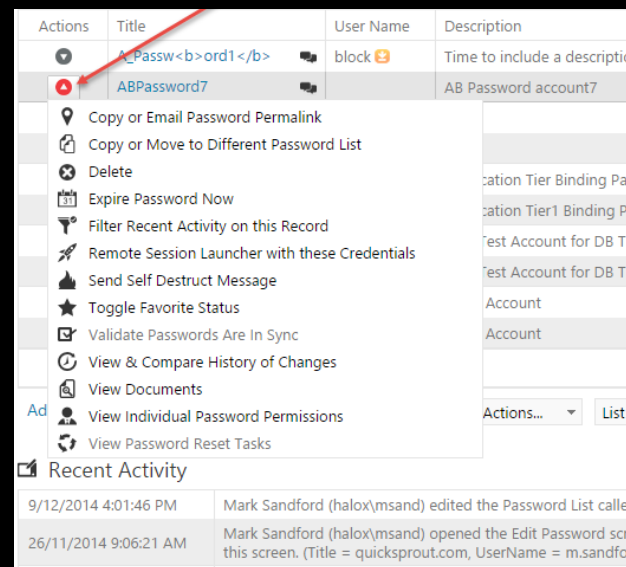 Actions Title User Name Description
A_Passw<b>ord1</b> block Time to include a descriptio
ABPassword7 AB Password account7
Copy or Email Password Permalink
Copy or Move to Different Password List
Delete
cation Tier Binding Pa
31 Expire Password Now
cation Tier1 Binding P
Filter Recent Activity on this Record
Test Account for DB T
Remote Session Launcher with these Credentials
Test Account for DB T
Send Self Destruct Message
Toggle Favorite Status Account
Validate Passwords Are In Sync Account
View & Compare History of Changes
View Documents
Ad View Individual Password Permissions Actions... List
View Password Reset Tasks
Recent Activity
9/12/2014 4:01:46 PM Mark Sandford (halox\msand) edited the Password List calle
26/11/2014 9:06:21 AM Mark Sandford (halox\msand) opened the Edit Password scr
this screen. (Title = quicksprout.com, UserName = m.sandfo